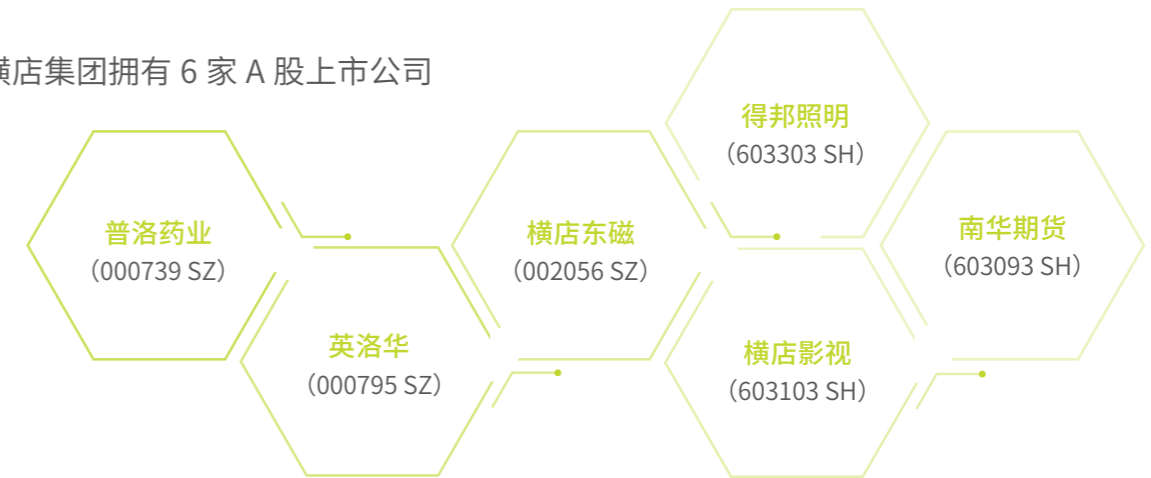 横店集团拥有 6 家 A 股上市公司
得邦照明
（603303 SH）
普洛药业
（000739 SZ）
横店东磁
（002056 SZ）
南华期货
（603093 SH）
英洛华
（000795 SZ）
横店影视
（603103 SH）